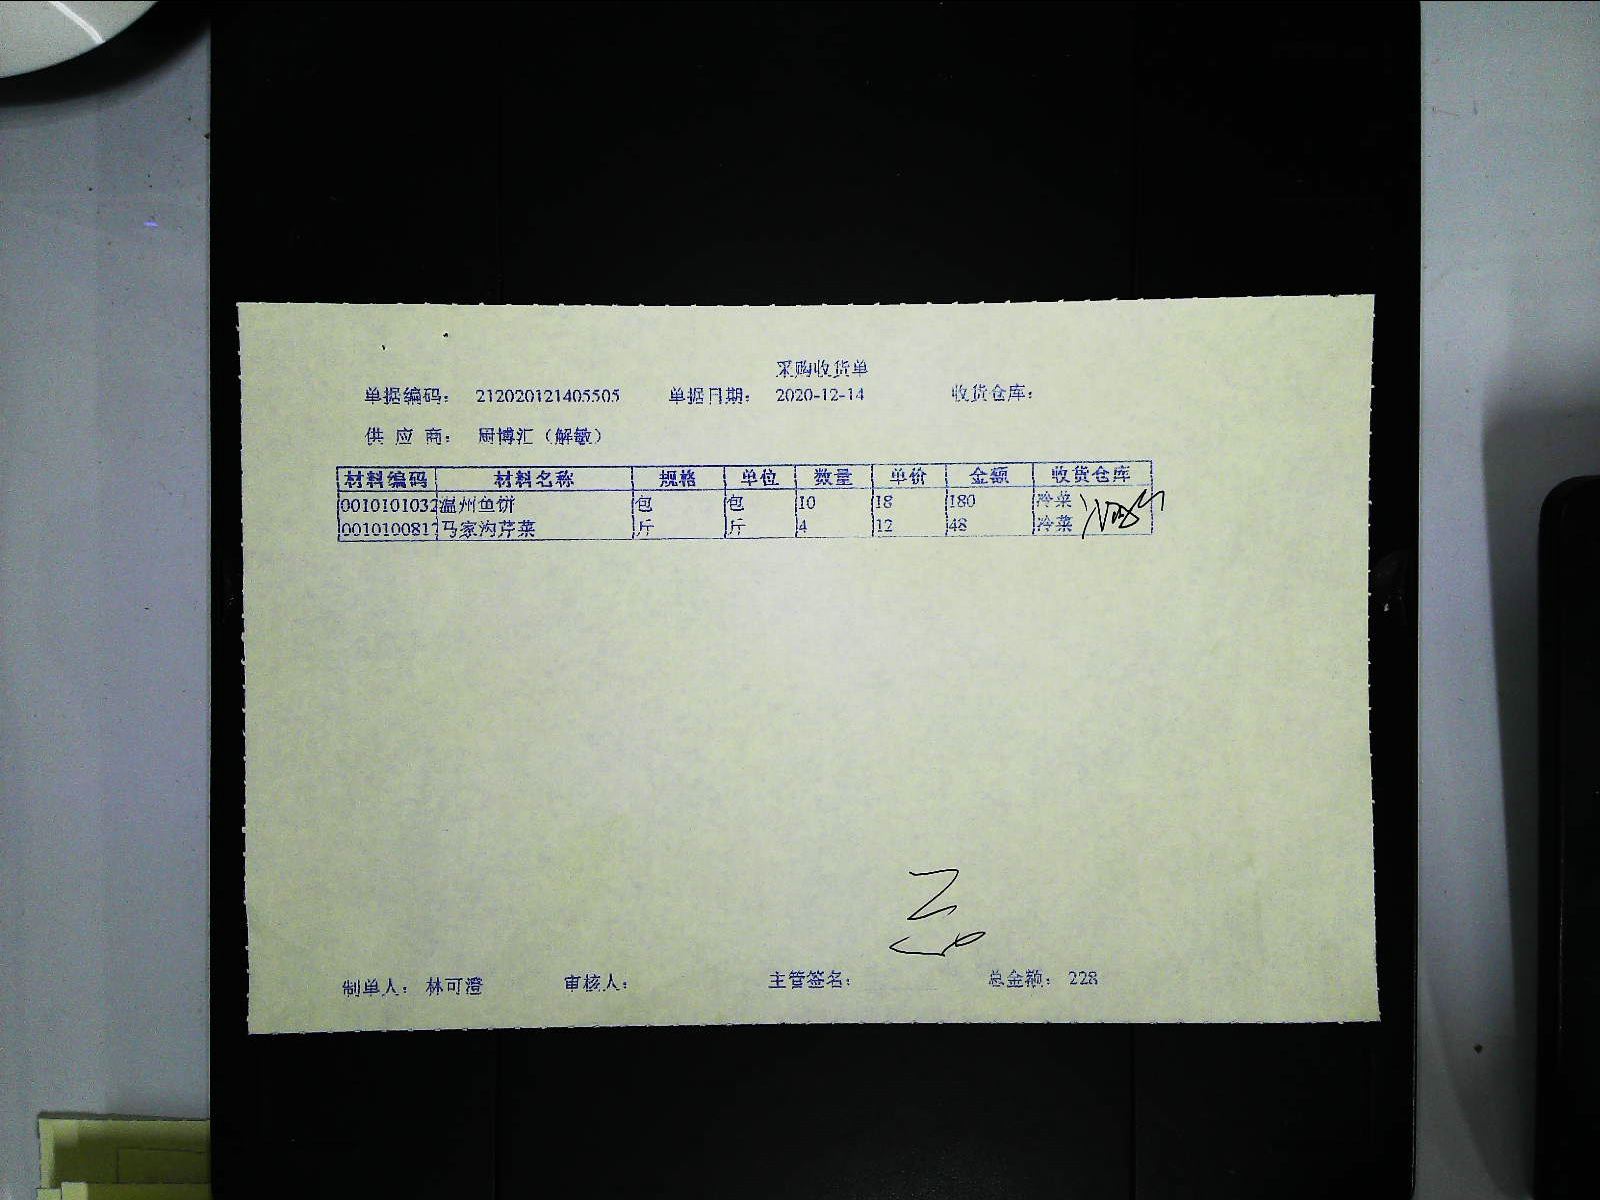 采购收货单
单据编码： 212020121405505 单据日期： 2020-12-14 收货仓库：
供 应 商： 厨博汇（解敏）
材料编码 材料名称 规格 单位 数量 单价 金额 收货仓库
0010101032 温州鱼饼 包 包 10 18 180 冷菜
0010100817 马家沟芹菜 斤 斤 4 12 48 冷菜
制单人： 林可澄 审核人： 主管签名： 总金额： 228